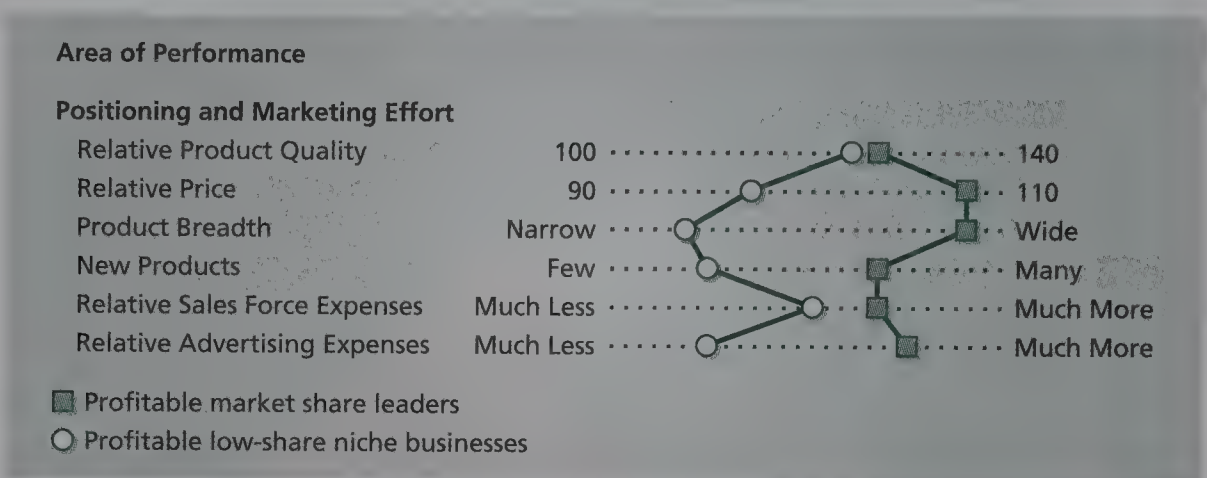 Area of Performance
Positioning and Marketing Effort
Relative Product Quality 100 140
Relative Price 90 110
Product Breadth Narrow Wide
New Products Few Many
Relative Sales Force Expenses Much Less Much More
Relative Advertising Expenses Much Less Much More
Profitable market share leaders
Profitable low-share niche businesses